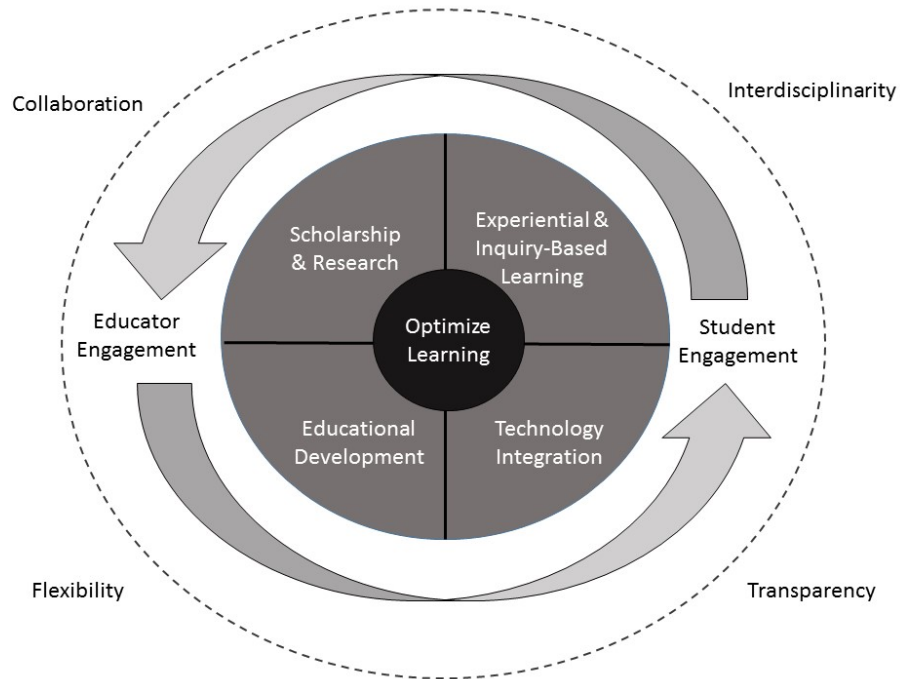 Collaboration
Interdisciplinarity
Scholarship
& Research
Experiential &
Inquiry-Based
Learning
Educator
Engagement
Optimize
Learning
Student
Engagement
Educational
Development
Technology
Integration
Flexibility
Transparency